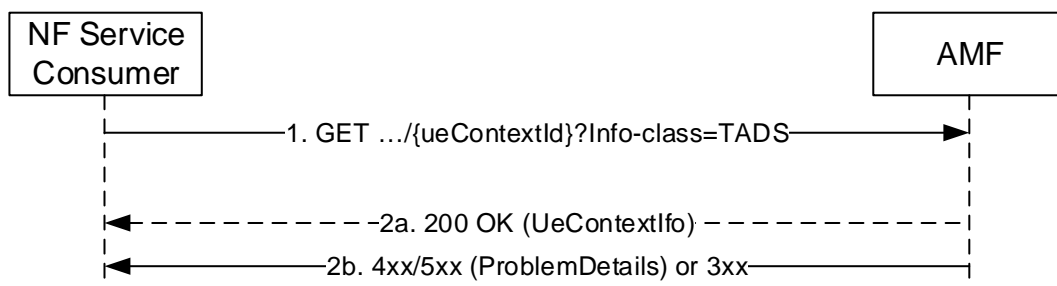 NF Service
Consumer
AMF
1. GET …/{ueContextId}?Info-class=TADS
2a. 200 OK (UeContextIfo)
2b. 4xx/5xx (ProblemDetails) or 3xx